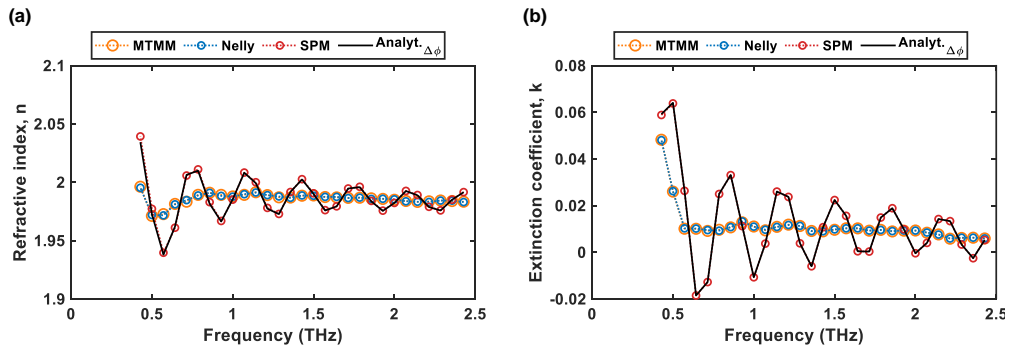 (a)
MTMM Nelly SPM Analyt. Δϕ
2.1
2.05
2
1.95
1.9
Refractive index, n
0 0.5 1 1.5 2 2.5
Frequency (THz)
(b)
MTMM Nelly SPM Analyt. Δϕ
0.08
0.06
0.04
0.02
0
-0.02
Extinction coefficient, k
0 0.5 1 1.5 2 2.5
Frequency (THz)